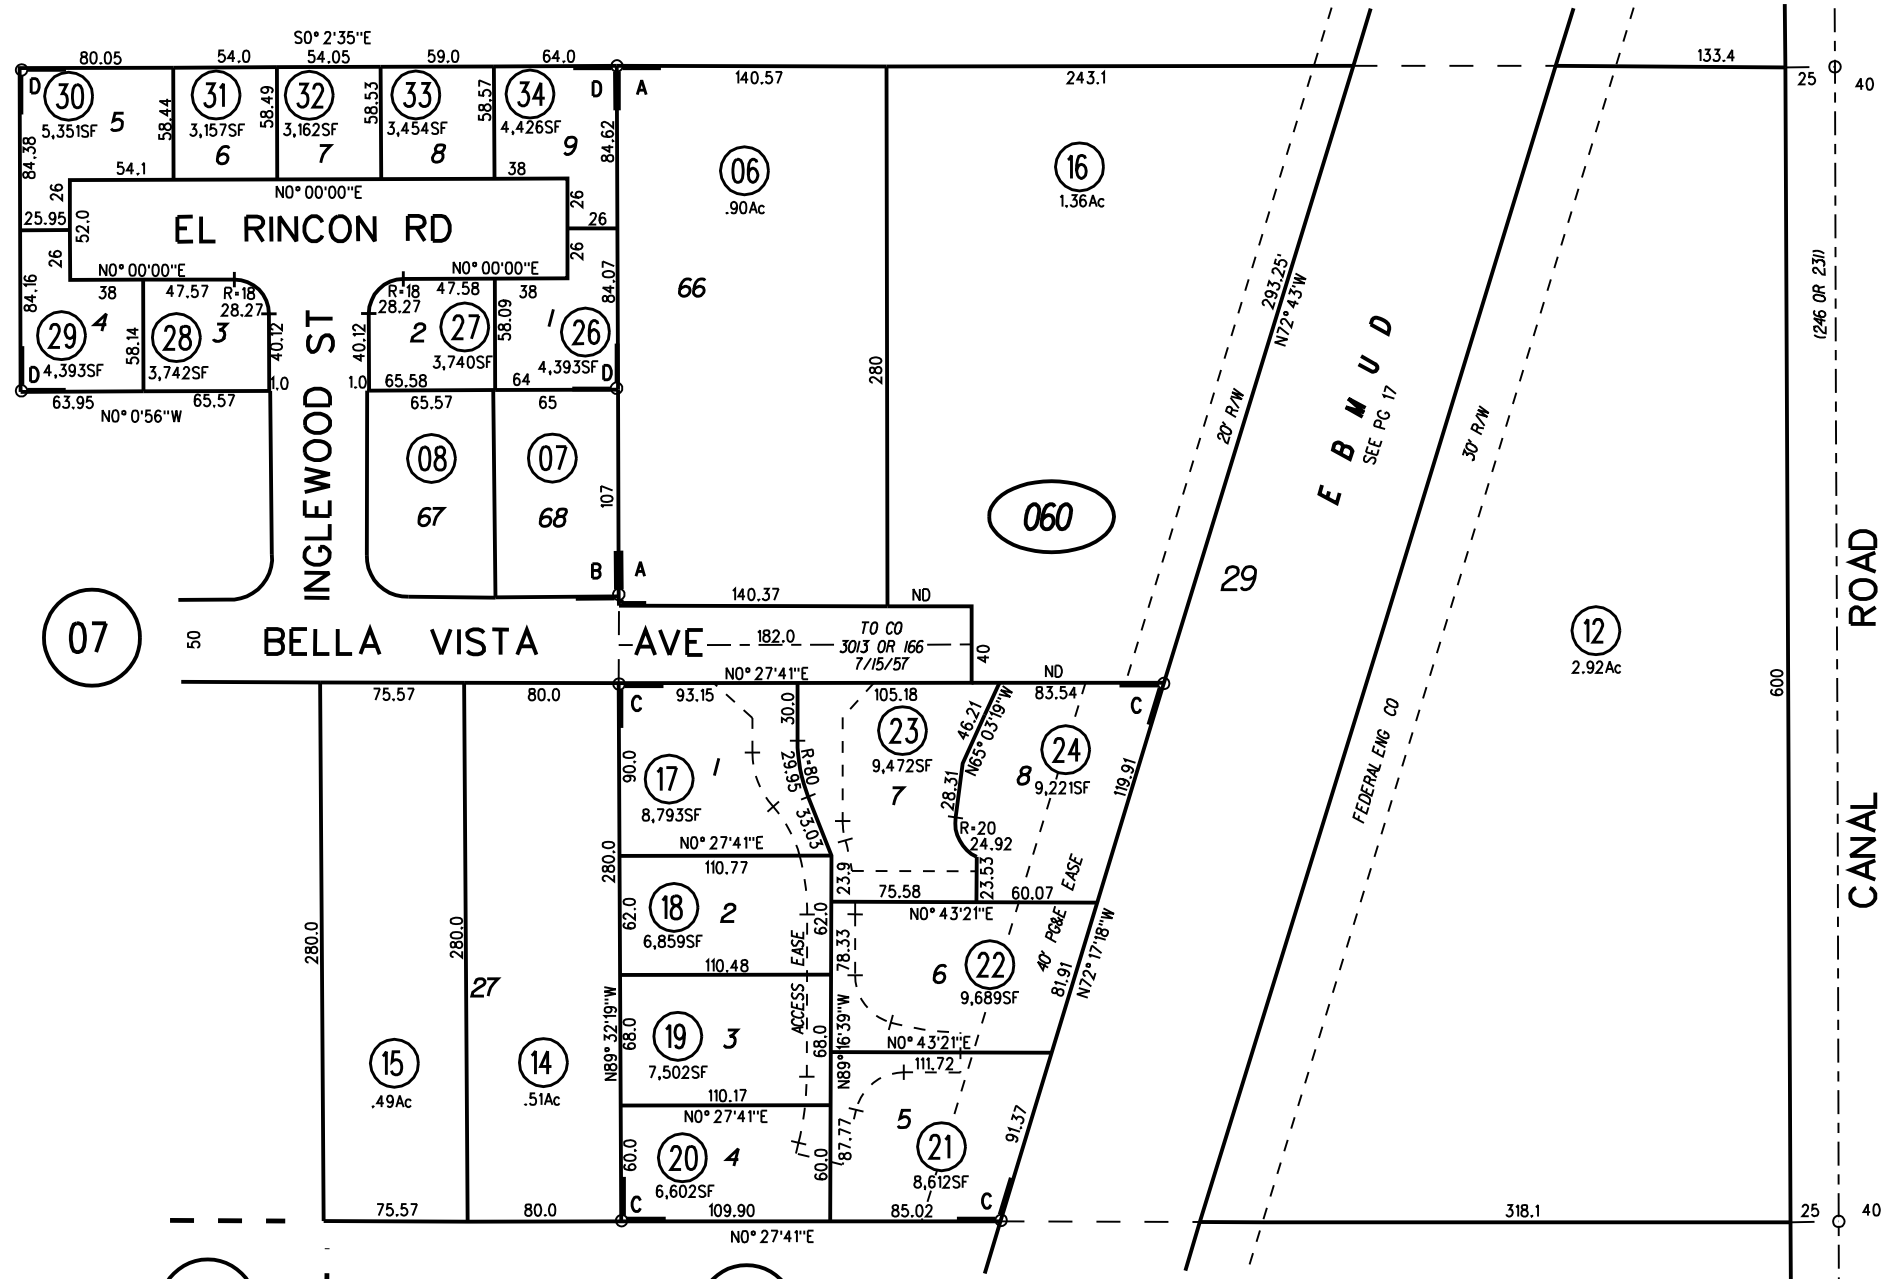 S0° 2'35"E
80.05
54.0
54.05
59.0
64.0
140.57
243.1
133.4
25
40
D
30
5,351SF
5
58.44
31
3,157SF
6
58.49
32
3,162SF
7
58.53
33
3,454SF
8
58.57
34
4,426SF
9
D
A
84.38
84.62
54.1
38
26
N0° 00'00"E
26
25.95
52.0
EL RINCON RD
26
26
26
N0° 00'00"E
N0° 00'00"E
84.16
38
47.57
R=18
28.27
R=18
28.27
47.58
38
84.07
29
4
4,393SF
58.14
28
3
3,742SF
40.12
40.12
2
27
3,740SF
58.09
1
26
4,393SF
D
D
1.0
1.0
65.58
64
63.95
65.57
65.57
65
N0° 0'56"W
INGLEWOOD ST
08
67
07
68
107
B
A
06
.90Ac
66
280
16
1.36Ac
060
293.25'
N72° 43'W
20' R/W
E B M U D
SEE PG 17
30' R/W
29
(246 OR 231)
12
2.92Ac
600
CANAL ROAD
FEDERAL ENG CO
07
50
BELLA VISTA AVE
140.37
ND
182.0
TO CO
3013 OR 166
7/15/57
40
N0° 27'41"E
ND
75.57
80.0
93.15
105.18
83.54
C
C
30.0
R=80
29.95
33.03
90.0
17
1
8,793SF
23
9,472SF
7
46.21
N65° 03'19"W
28.31
R=20
24.92
23.53
24
8
9,221SF
119.91
N0° 27'41"E
280.0
110.77
23.9
75.58
60.07
N0° 43'21"E
40' PG&E EASE
62.0
18
2
6,859SF
62.0
ACCESS EASE
78.33
6
22
9,689SF
81.91
N72° 17'18"W
280.0
280.0
27
110.48
N89° 32'19"W
68.0
19
3
7,502SF
68.0
N89° 16'39"W
N0° 43'21"E
111.72
15
.49Ac
14
.51Ac
110.17
N0° 27'41"E
60.0
20
4
6,602SF
60.0
87.77
5
21
8,612SF
91.37
C
C
75.57
80.0
109.90
85.02
318.1
25
40
N0° 27'41"E